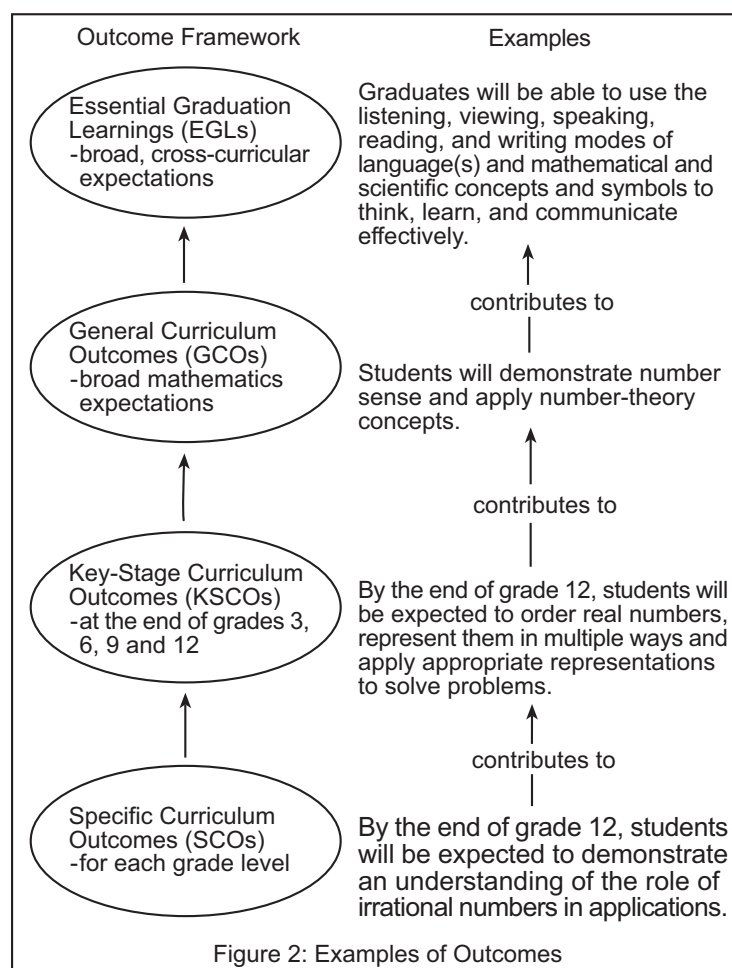 Outcome Framework
Examples
Essential Graduation
Learnings (EGLs)
-broad, cross-curricular
expectations
Graduates will be able to use the
listening, viewing, speaking,
reading, and writing modes of
language(s) and mathematical and
scientific concepts and symbols to
think, learn, and communicate
effectively.
contributes to
General Curriculum
Outcomes (GCOs)
-broad mathematics
expectations
Students will demonstrate number
sense and apply number-theory
concepts.
contributes to
Key-Stage Curriculum
Outcomes (KSCOs)
-at the end of grades 3,
6, 9 and 12
By the end of grade 12, students will
be expected to order real numbers,
represent them in multiple ways and
apply appropriate representations
to solve problems.
contributes to
Specific Curriculum
Outcomes (SCOs)
-for each grade level
By the end of grade 12, students
will be expected to demonstrate
an understanding of the role of
irrational numbers in applications.
Figure 2: Examples of Outcomes